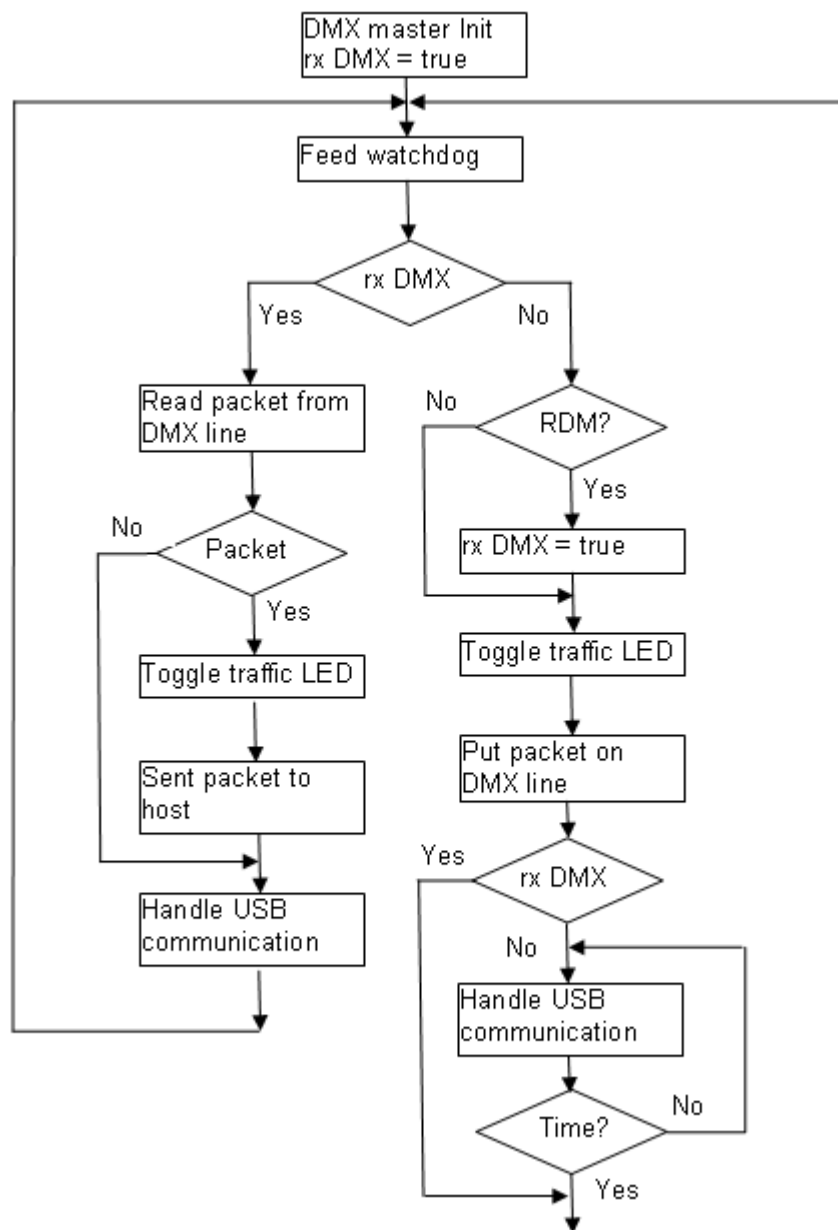 DMX master Init
rx DMX = true
Feed watchdog
rx DMX
Yes
No
Read packet from
DMX line
No
Packet
Yes
Toggle traffic LED
Sent packet to
host
Handle USB
communication
RDM?
No
Yes
rx DMX = true
Toggle traffic LED
Put packet on
DMX line
Yes
rx DMX
No
Handle USB
communication
Time?
No
Yes